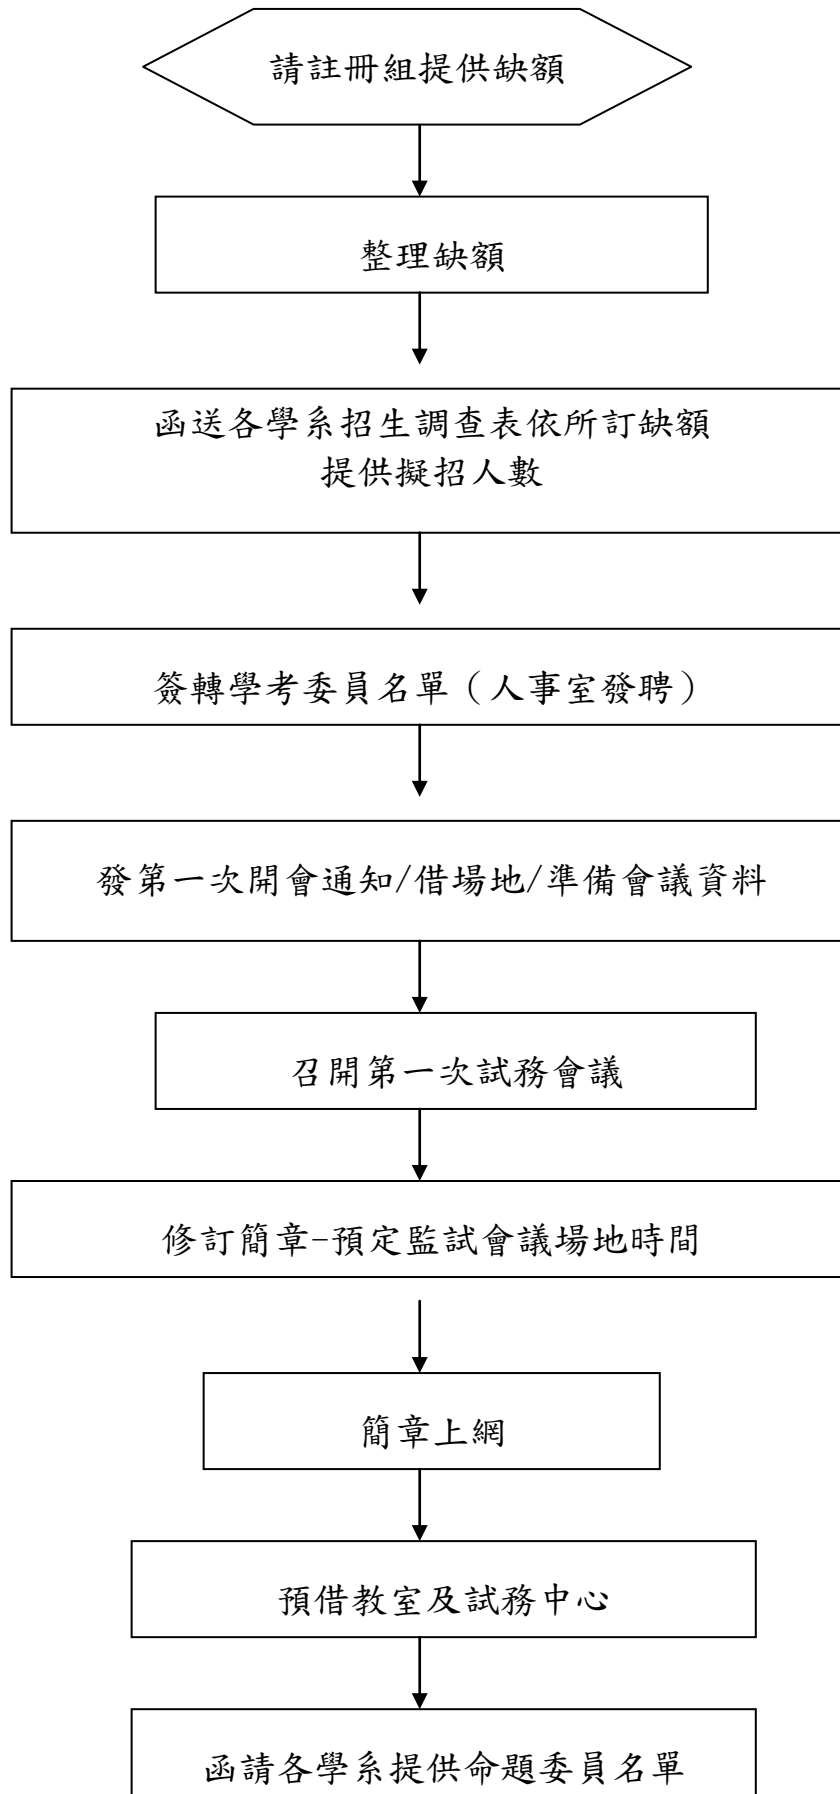 請註冊組提供缺額
整理缺額
函送各學系招生調查表依所訂缺額
提供擬招人數
簽轉學考委員名單（人事室發聘）
發第一次開會通知/借場地/準備會議資料
召開第一次試務會議
修訂簡章-預定監試會議場地時間
簡章上網
預借教室及試務中心
函請各學系提供命題委員名單